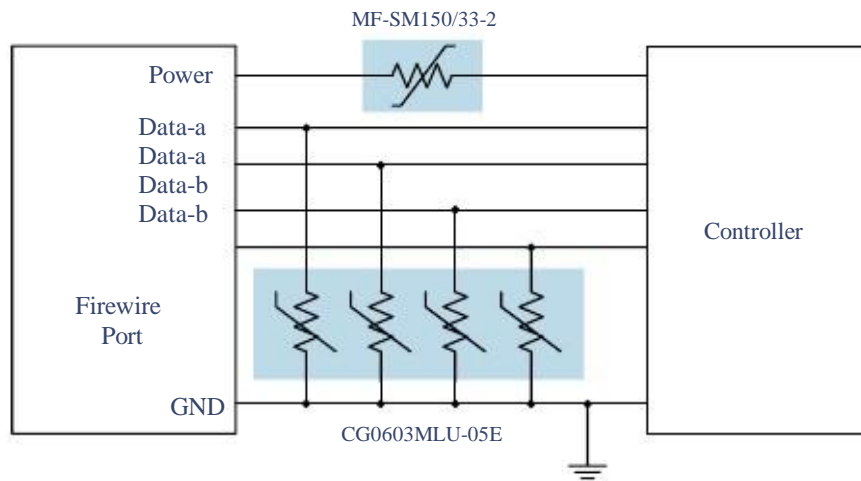 MF-SM150/33-2
Power
Data-a
Data-a
Data-b
Data-b
Controller
Firewire
Port
GND
CG0603MLU-05E